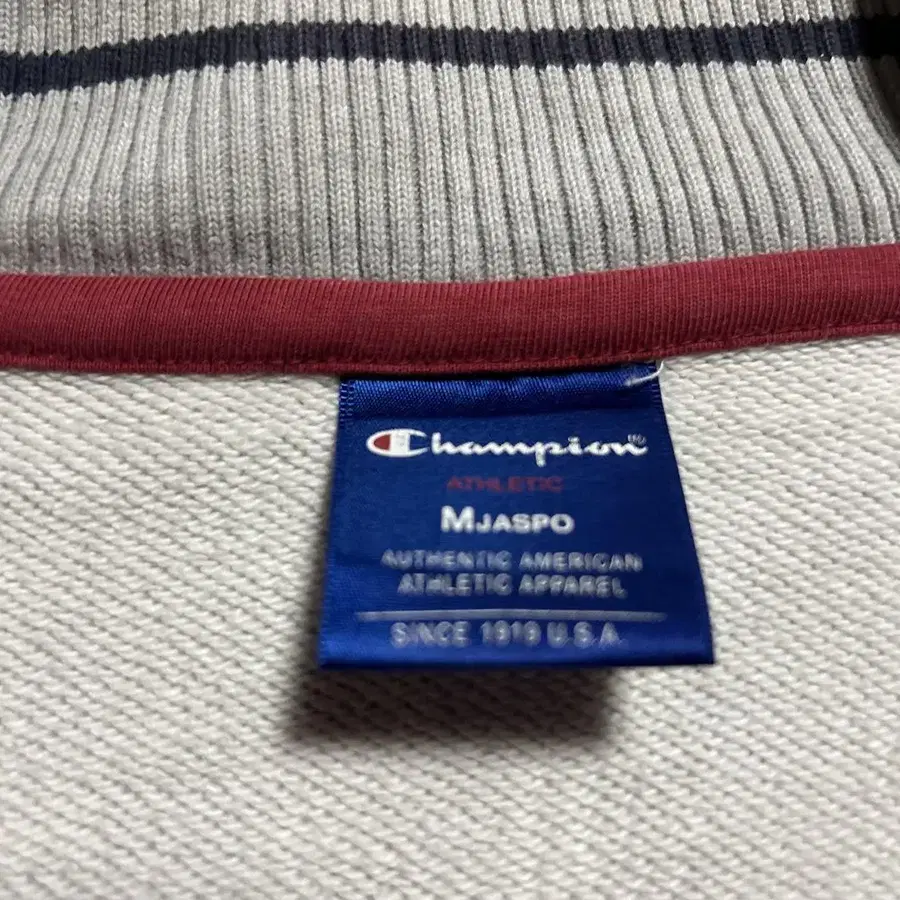 Champion®
ATHLETIC
MJASPO
AUTHENTIC AMERICAN
ATHLETIC APPAREL
SINCE 1919 U.S.A.